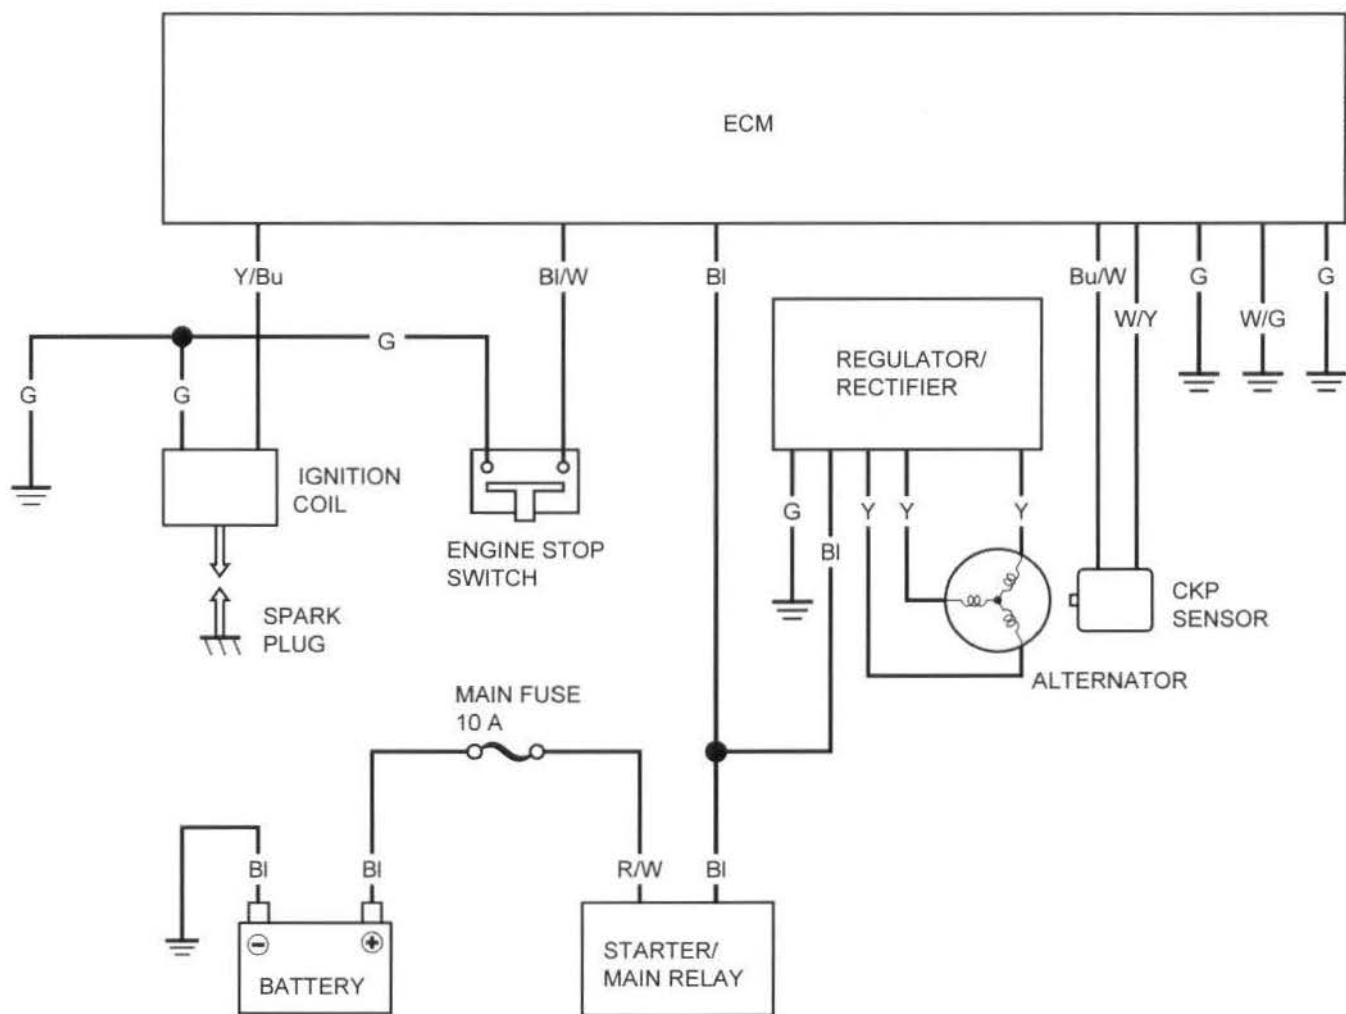 ECM
Y/Bu
Bl/W
Bl
Bu/W
G
G
W/Y
W/G
G
REGULATOR/
RECTIFIER
G
G
IGNITION
COIL
G
Y
Y
Y
Bl
ENGINE STOP
SWITCH
CKP
SENSOR
SPARK
PLUG
ALTERNATOR
MAIN FUSE
10 A
Bl
Bl
R/W
Bl
STARTER/
MAIN RELAY
BATTERY